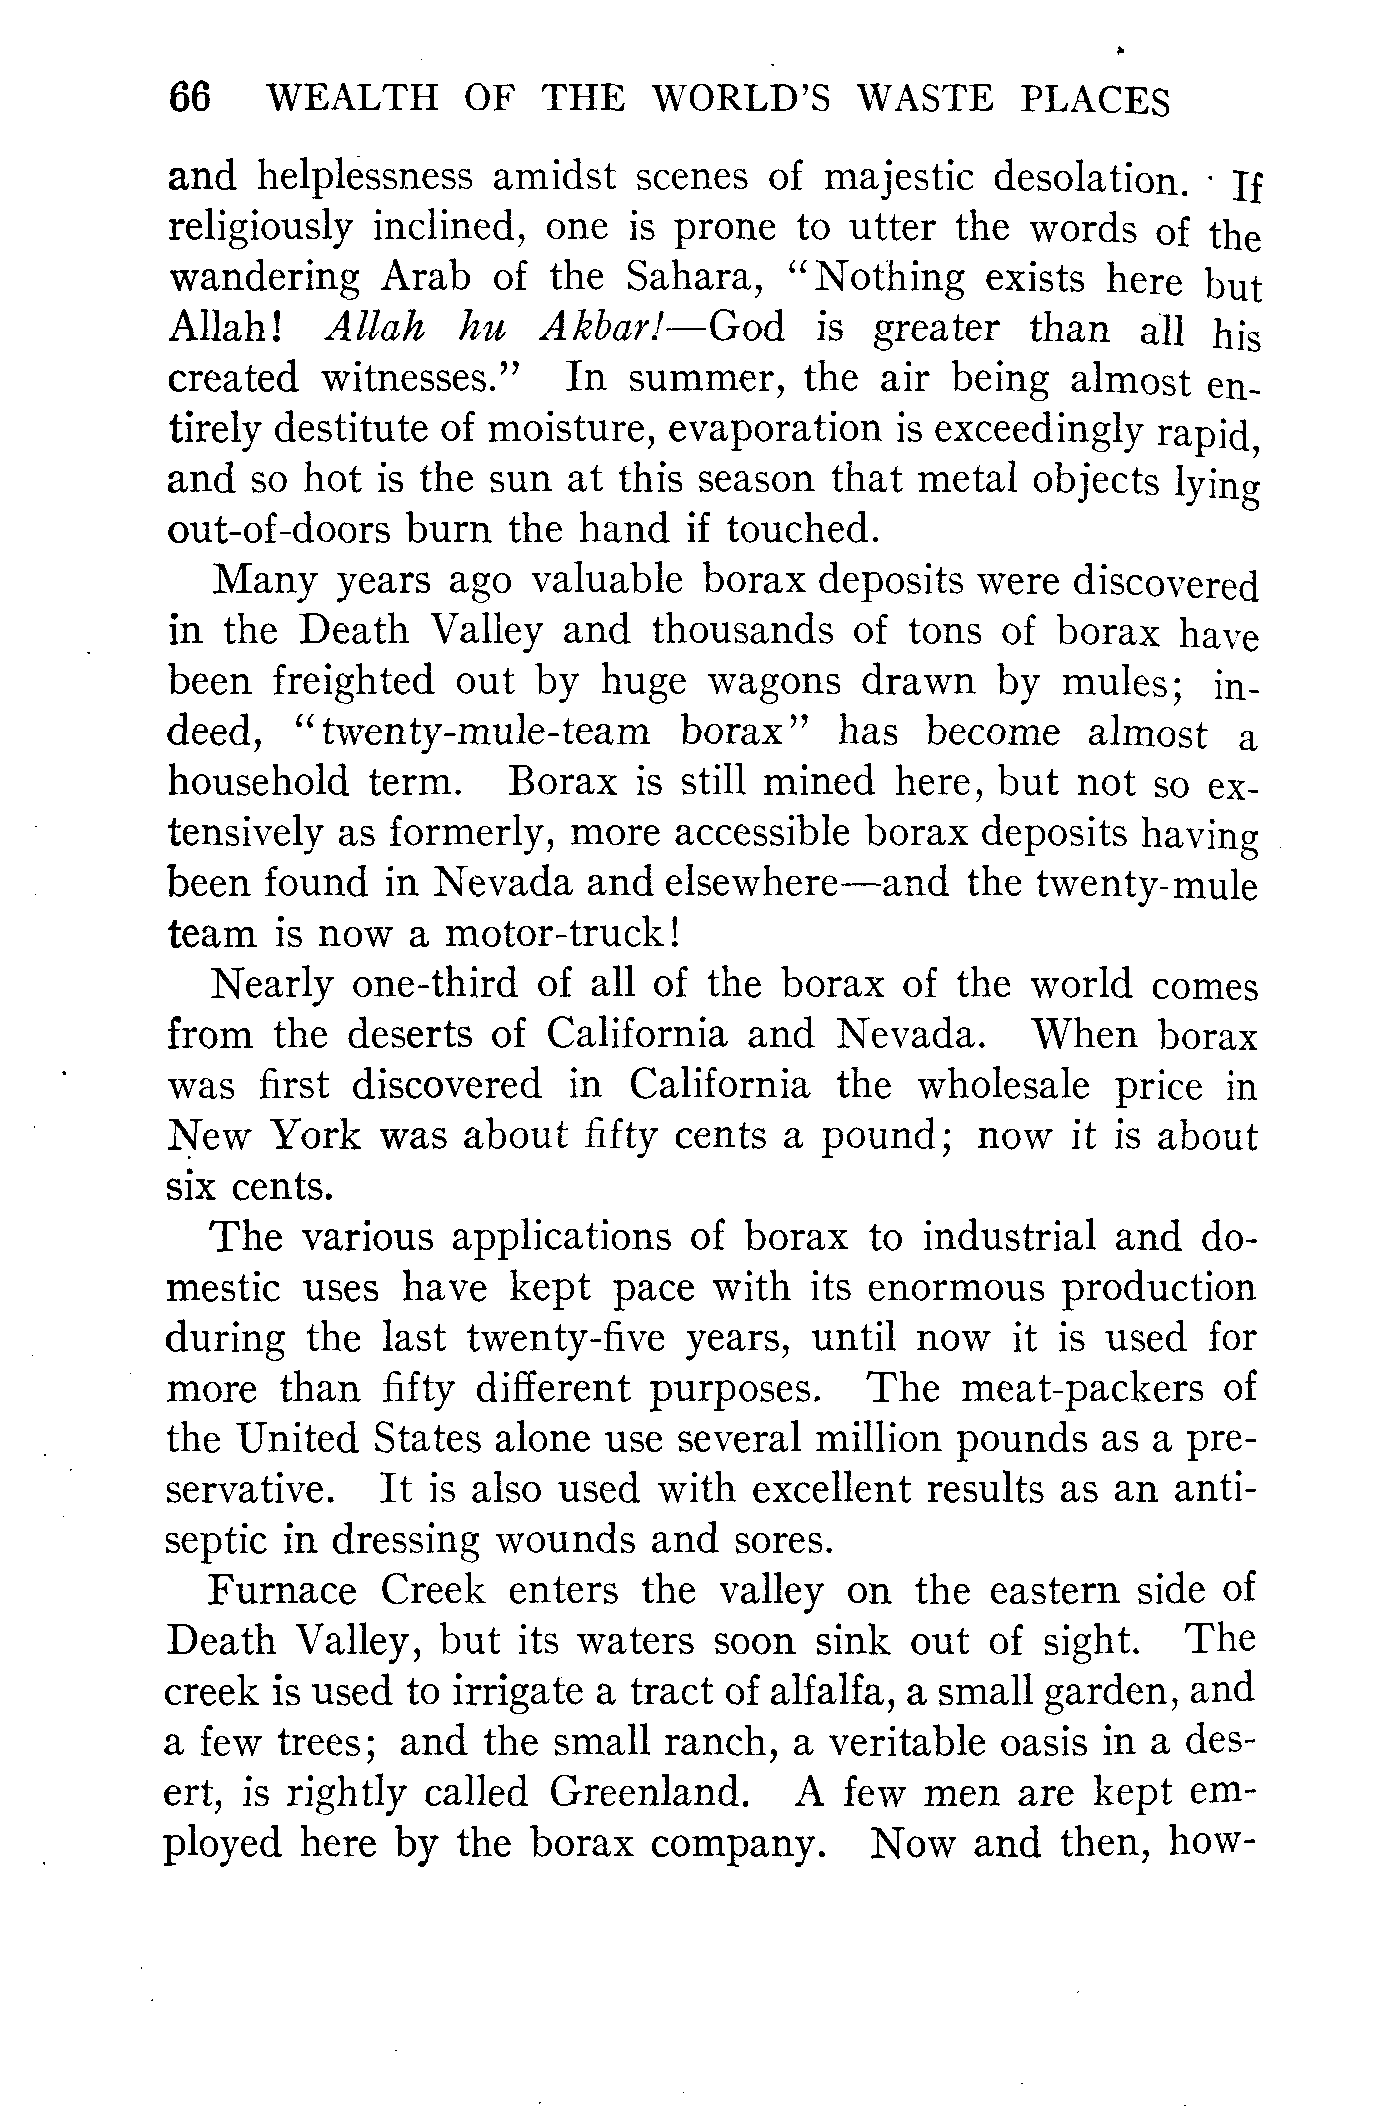 66 WEALTH OF THE WORLD'S WASTE PLACES
and helplessness amidst scenes of majestic desolation. If
religiously inclined, one is prone to utter the words of the
wandering Arab of the Sahara, "Nothing exists here but
Allah! Allah hu Akbar!—God is greater than all his
created witnesses." In summer, the air being almost en-
tirely destitute of moisture, evaporation is exceedingly rapid,
and so hot is the sun at this season that metal objects lying
out-of-doors burn the hand if touched.
Many years ago valuable borax deposits were discovered
in the Death Valley and thousands of tons of borax have
been freighted out by huge wagons drawn by mules; in-
deed, "twenty-mule-team borax" has become almost a
household term. Borax is still mined here, but not so ex-
tensively as formerly, more accessible borax deposits having
been found in Nevada and elsewhere—and the twenty-mule
team is now a motor-truck!
Nearly one-third of all of the borax of the world comes
from the deserts of California and Nevada. When borax
was first discovered in California the wholesale price in
New York was about fifty cents a pound; now it is about
six cents.
The various applications of borax to industrial and do-
mestic uses have kept pace with its enormous production
during the last twenty-five years, until now it is used for
more than fifty different purposes. The meat-packers of
the United States alone use several million pounds as a pre-
servative. It is also used with excellent results as an anti-
septic in dressing wounds and sores.
Furnace Creek enters the valley on the eastern side of
Death Valley, but its waters soon sink out of sight. The
creek is used to irrigate a tract of alfalfa, a small garden, and
a few trees; and the small ranch, a veritable oasis in a des-
ert, is rightly called Greenland. A few men are kept em-
ployed here by the borax company. Now and then, how-